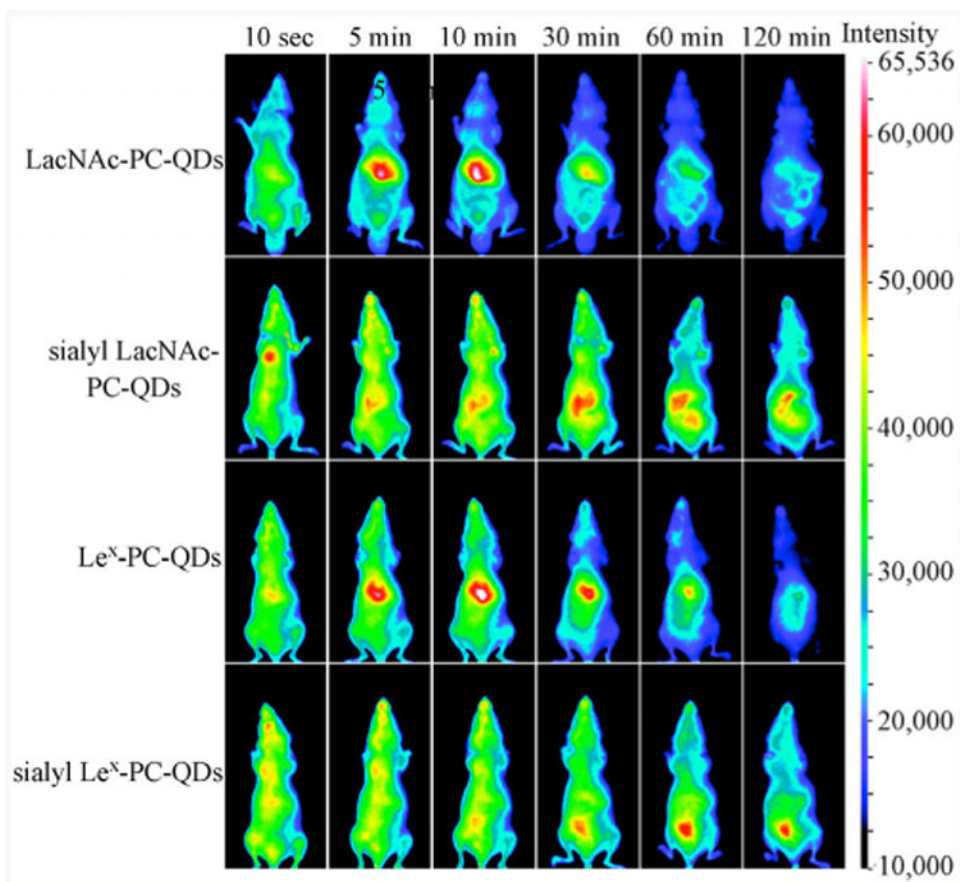 10 sec 5 min 10 min 30 min 60 min 120 min Intensity
65,536
5
LacNAc-PC-QDs
60,000
50,000
sialyl LacNAc-
PC-QDs
40,000
Leˣ-PC-QDs
30,000
20,000
sialyl Leˣ-PC-QDs
10,000